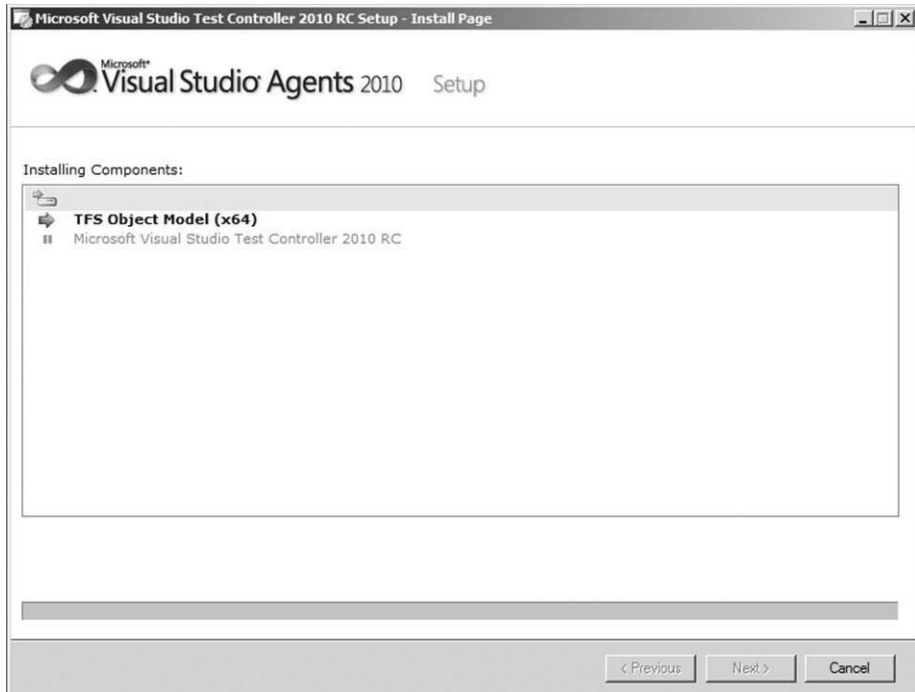 Microsoft Visual Studio Test Controller 2010 RC Setup - Install Page
Microsoft®
Visual Studio® Agents 2010 Setup
Installing Components:
TFS Object Model (x64)
Microsoft Visual Studio Test Controller 2010 RC
< Previous Next > Cancel